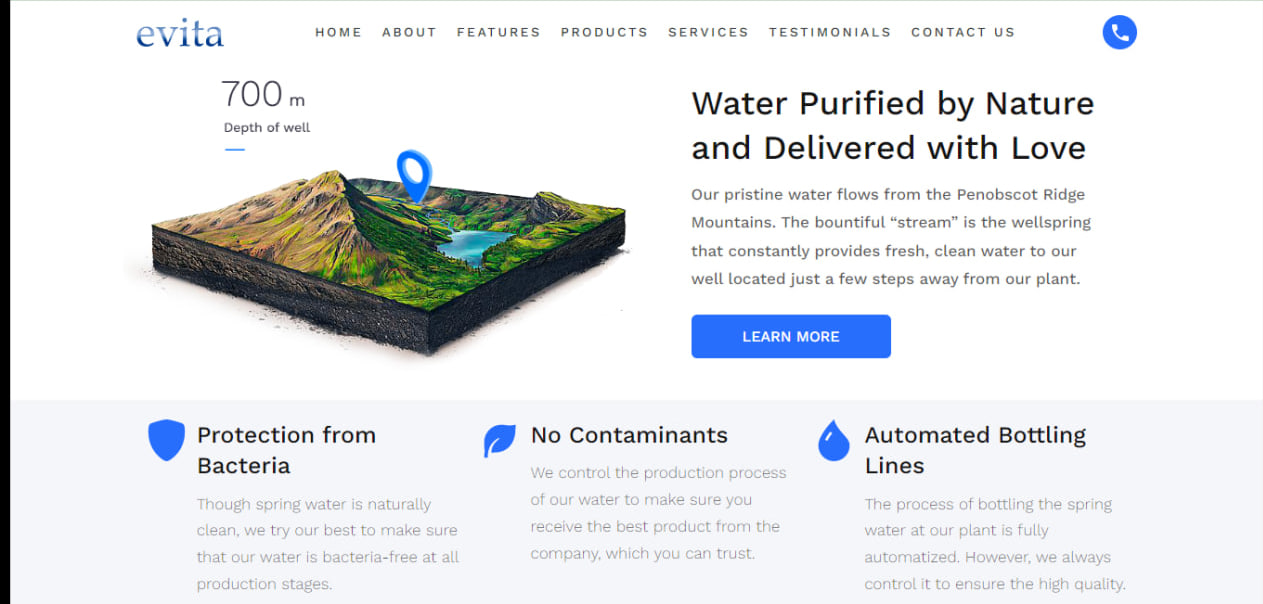 evita
HOME ABOUT FEATURES PRODUCTS SERVICES TESTIMONIALS CONTACT US
700 m
Depth of well
Water Purified by Nature
and Delivered with Love
Our pristine water flows from the Penobscot Ridge
Mountains. The bountiful “stream” is the wellspring
that constantly provides fresh, clean water to our
well located just a few steps away from our plant.
LEARN MORE
Protection from
Bacteria
Though spring water is naturally
clean, we try our best to make sure
that our water is bacteria-free at all
production stages.
No Contaminants
We control the production process
of our water to make sure you
receive the best product from the
company, which you can trust.
Automated Bottling
Lines
The process of bottling the spring
water at our plant is fully
automatized. However, we always
control it to ensure the high quality.